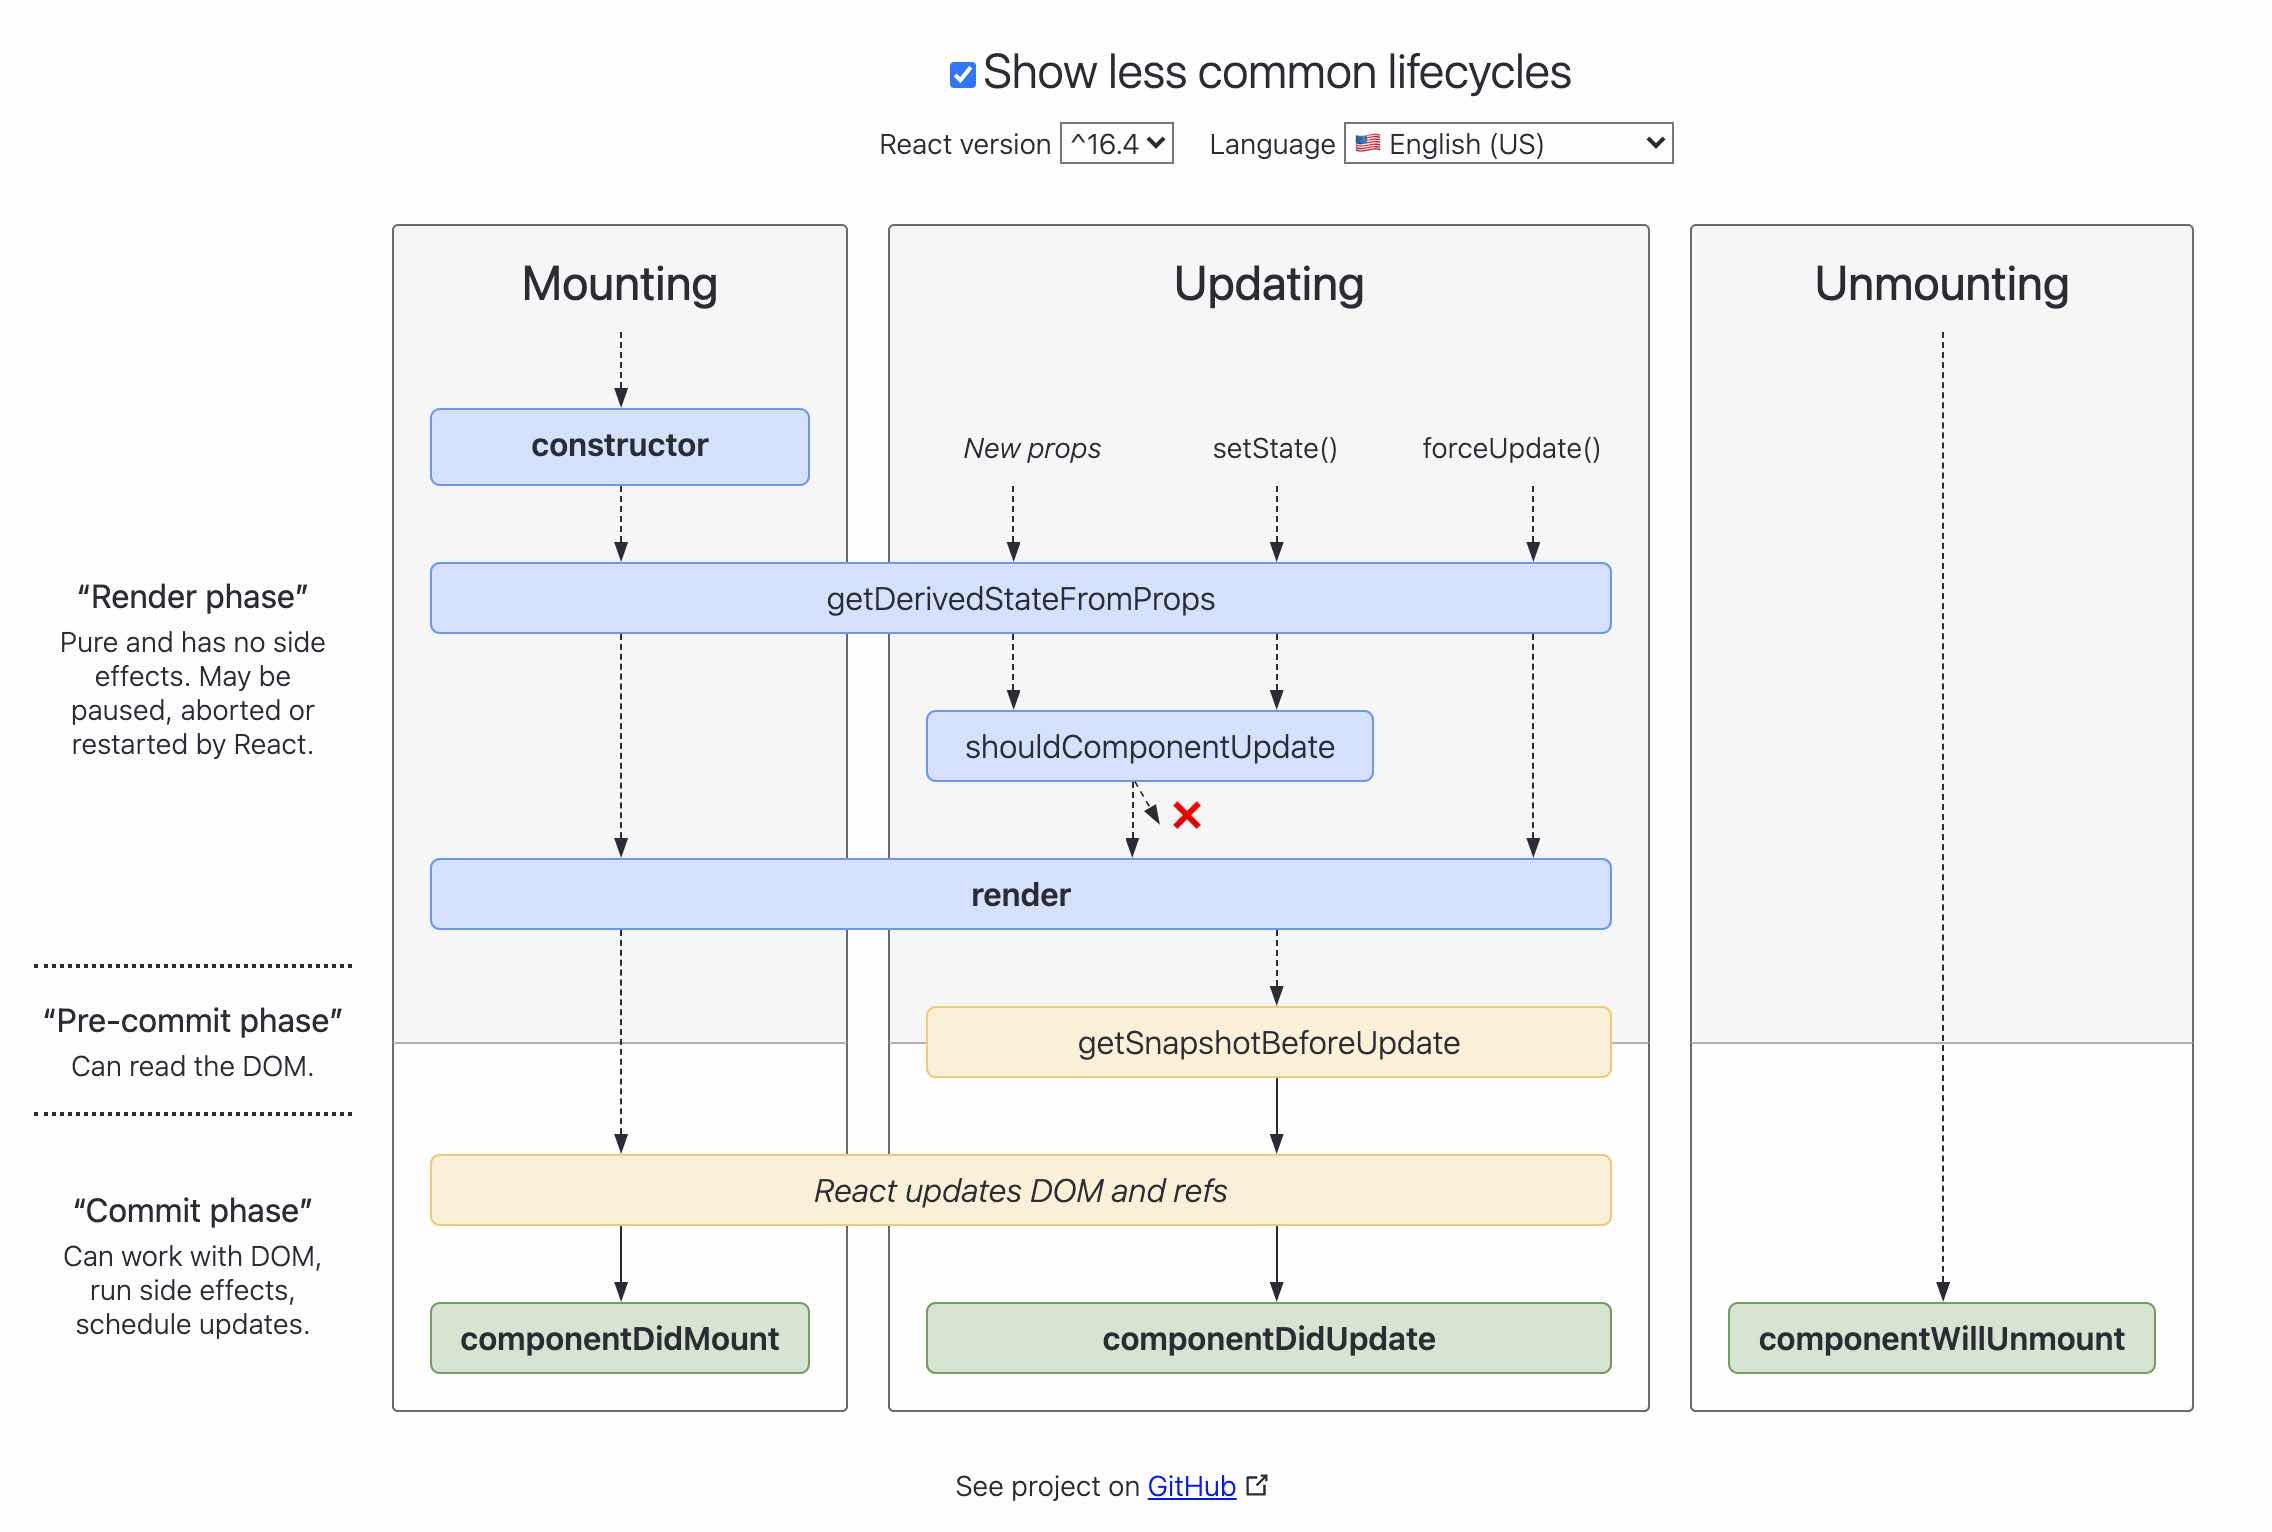 Show less common lifecycles
React version ^16.4 Language 🇺🇸 English (US)
Mounting
Updating
Unmounting
constructor
New props
setState()
forceUpdate()
getDerivedStateFromProps
“Render phase”
Pure and has no side
effects. May be
paused, aborted or
restarted by React.
shouldComponentUpdate
render
“Pre-commit phase”
Can read the DOM.
getSnapshotBeforeUpdate
React updates DOM and refs
“Commit phase”
Can work with DOM,
run side effects,
schedule updates.
componentDidMount
componentDidUpdate
componentWillUnmount
See project on GitHub